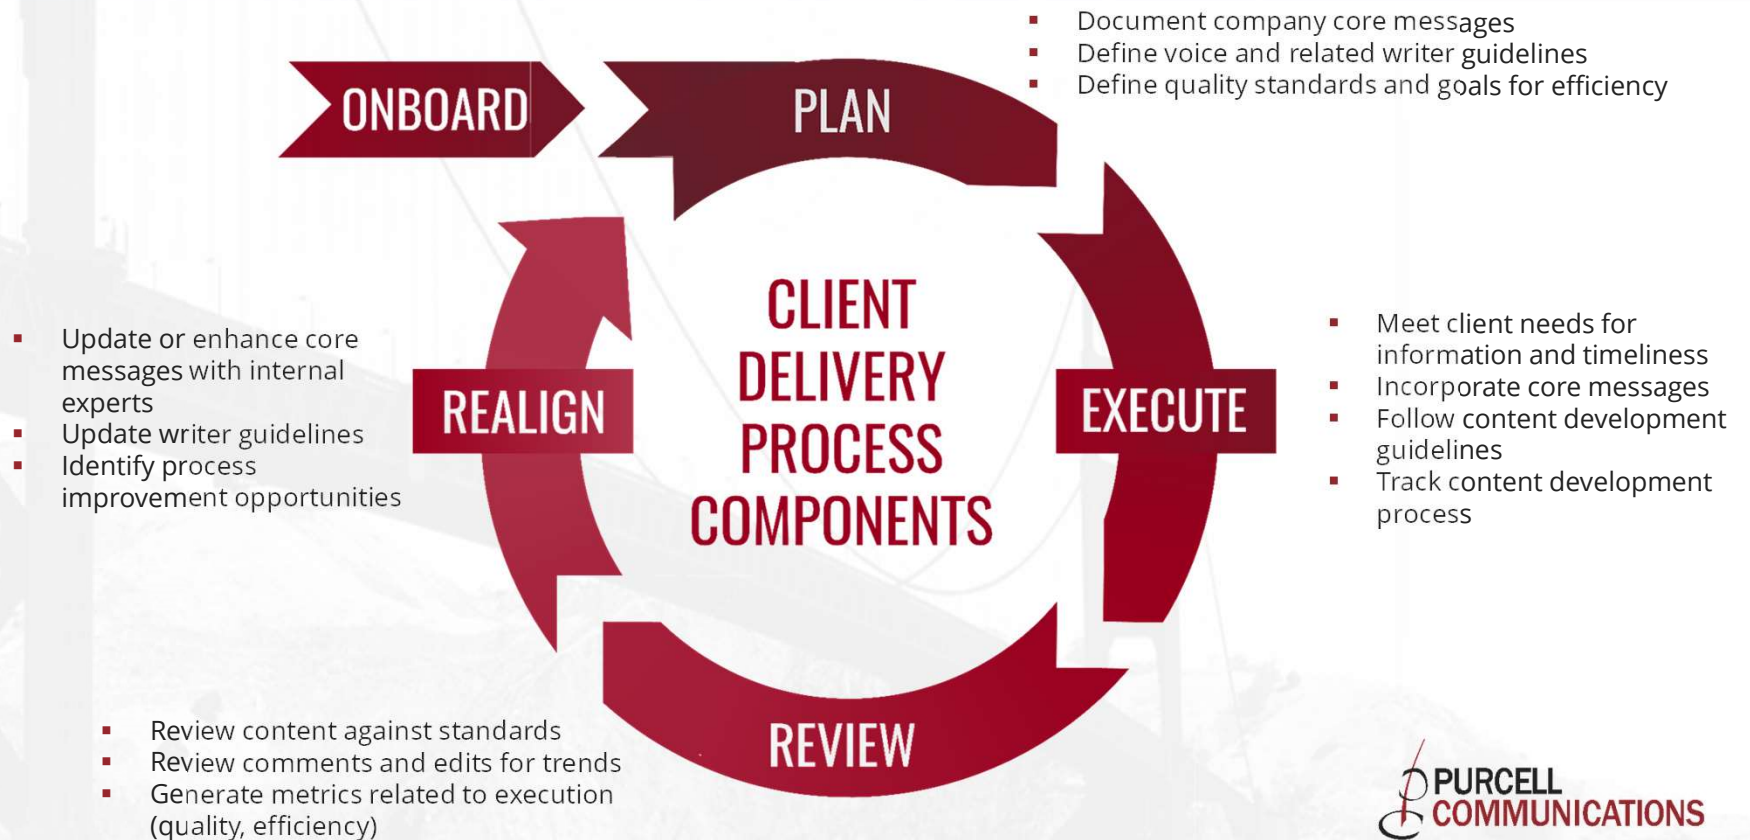 ONBOARD
PLAN
▪ Document company core messages
▪ Define voice and related writer guidelines
▪ Define quality standards and goals for efficiency
CLIENT
DELIVERY
PROCESS
COMPONENTS
EXECUTE
▪ Meet client needs for
information and timeliness
▪ Incorporate core messages
▪ Follow content development
guidelines
▪ Track content development
process
REVIEW
▪ Review content against standards
▪ Review comments and edits for trends
▪ Generate metrics related to execution
(quality, efficiency)
REALIGN
▪ Update or enhance core
messages with internal
experts
▪ Update writer guidelines
▪ Identify process
improvement opportunities
PURCELL
COMMUNICATIONS